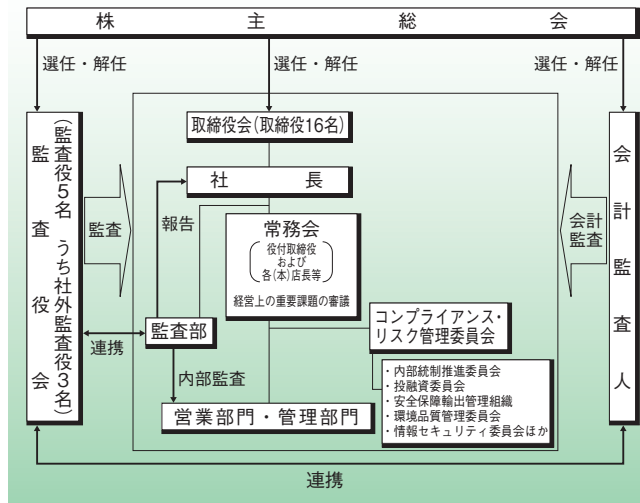 株主総会
選任・解任
選任・解任
選任・解任
取締役会(取締役16名)
社長
監査役会
(監査役5名 うち社外監査役3名)
監査
報告
常務会
役付取締役
および
各(本)店長等
経営上の重要課題の審議
会計
監査
会計監査人
監査部
連携
内部監査
コンプライアンス・
リスク管理委員会
・内部統制推進委員会
・投融資委員会
・安全保障輸出管理組織
・環境品質管理委員会
・情報セキュリティ委員会ほか
営業部門・管理部門
連携